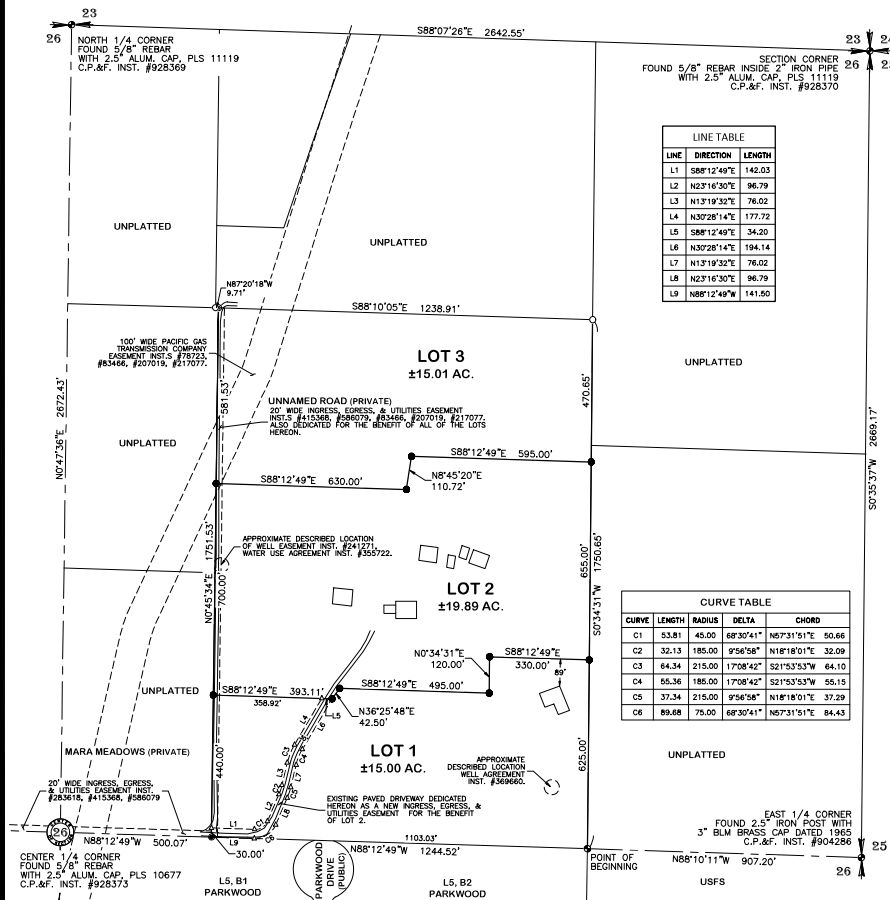 23
26
S88°07'26"E 2642.55'
23
24
26
NORTH 1/4 CORNER
FOUND 5/8" REBAR
WITH 2.5" ALUM. CAP, PLS 11119
C.P.&F. INST. #928369
SECTION CORNER
FOUND 5/8" REBAR INSIDE 2" IRON PIPE
WITH 2.5" ALUM. CAP, PLS 11119
C.P.&F. INST. #928370
LINE TABLE
LINE DIRECTION LENGTH
L1 S88°12'49"E 142.03
L2 N23°16'30"E 96.79
L3 N13°19'32"E 76.02
L4 N30°28'14"E 177.72
L5 S88°12'49"E 34.20
L6 N30°28'14"E 194.14
L7 N13°19'32"E 76.02
L8 N23°16'30"E 96.79
L9 N88°12'49"W 141.50
UNPLATTED
UNPLATTED
N87°20'18"W
9.71'
S88°10'05"E 1238.91'
100' WIDE PACIFIC GAS
TRANSMISSION COMPANY
EASEMENT INST.S #78723,
#83466, #207019, #217077.
LOT 3
±15.01 AC.
UNPLATTED
581.53'
470.65'
UNNAMED ROAD (PRIVATE)
20' WIDE INGRESS, EGRESS, & UTILITIES EASEMENT
INST.S #415368, #586079, #83466, #207019, #217077.
ALSO DEDICATED FOR THE BENEFIT OF ALL OF THE LOTS
HEREON.
N0°47'36"E 2672.43'
UNPLATTED
S0°35'37"W 2669.17'
S88°12'49"E 595.00'
N8°45'20"E
110.72'
S88°12'49"E 630.00'
N0°45'34"E 1751.53'
700.00'
APPROXIMATE DESCRIBED LOCATION
OF WELL EASEMENT INST. #241271,
WATER USE AGREEMENT INST. #355722.
655.00'
S0°34'31"W 1750.65'
LOT 2
±19.89 AC.
CURVE TABLE
CURVE LENGTH RADIUS DELTA CHORD
C1 53.81 45.00 68°30'41" N57°31'51"E 50.66
C2 32.13 185.00 9°56'58" N18°18'01"E 32.09
C3 64.34 215.00 17°08'42" S21°53'53"W 64.10
C4 55.36 185.00 17°08'42" S21°53'53"W 55.15
C5 37.34 215.00 9°56'58" N18°18'01"E 37.29
C6 89.68 75.00 68°30'41" N57°31'51"E 84.43
N0°34'31"E
120.00'
S88°12'49"E
330.00'
89'
UNPLATTED
S88°12'49"E 393.11'
358.92'
S88°12'49"E 495.00'
L5
N36°25'48"E
42.50'
L4
L6
C3
C4
L3
L7
C2
C5
L2
L8
C1
C6
L1
L9
MARA MEADOWS (PRIVATE)
440.00'
LOT 1
±15.00 AC.
625.00'
UNPLATTED
APPROXIMATE
DESCRIBED LOCATION
WELL AGREEMENT
INST. #369660.
20' WIDE INGRESS, EGRESS,
& UTILITIES EASEMENT INST.
#283618, #415368, #586079
EXISTING PAVED DRIVEWAY DEDICATED
HEREON AS A NEW INGRESS, EGRESS, &
UTILITIES EASEMENT FOR THE BENEFIT
OF LOT 2.
EAST 1/4 CORNER
FOUND 2.5" IRON POST WITH
3" BLM BRASS CAP DATED 1965
C.P.&F. #904286
26
N88°12'49"W 500.07'
30.00'
1103.03'
N88°12'49"W 1244.52'
25
26
CENTER 1/4 CORNER
FOUND 5/8" REBAR
WITH 2.5" ALUM. CAP, PLS 10677
C.P.&F. INST. #928373
POINT OF
BEGINNING
N88°10'11"W 907.20'
L5, B1
PARKWOOD
PARKWOOD
DRIVE
(PUBLIC)
L5, B2
PARKWOOD
USFS